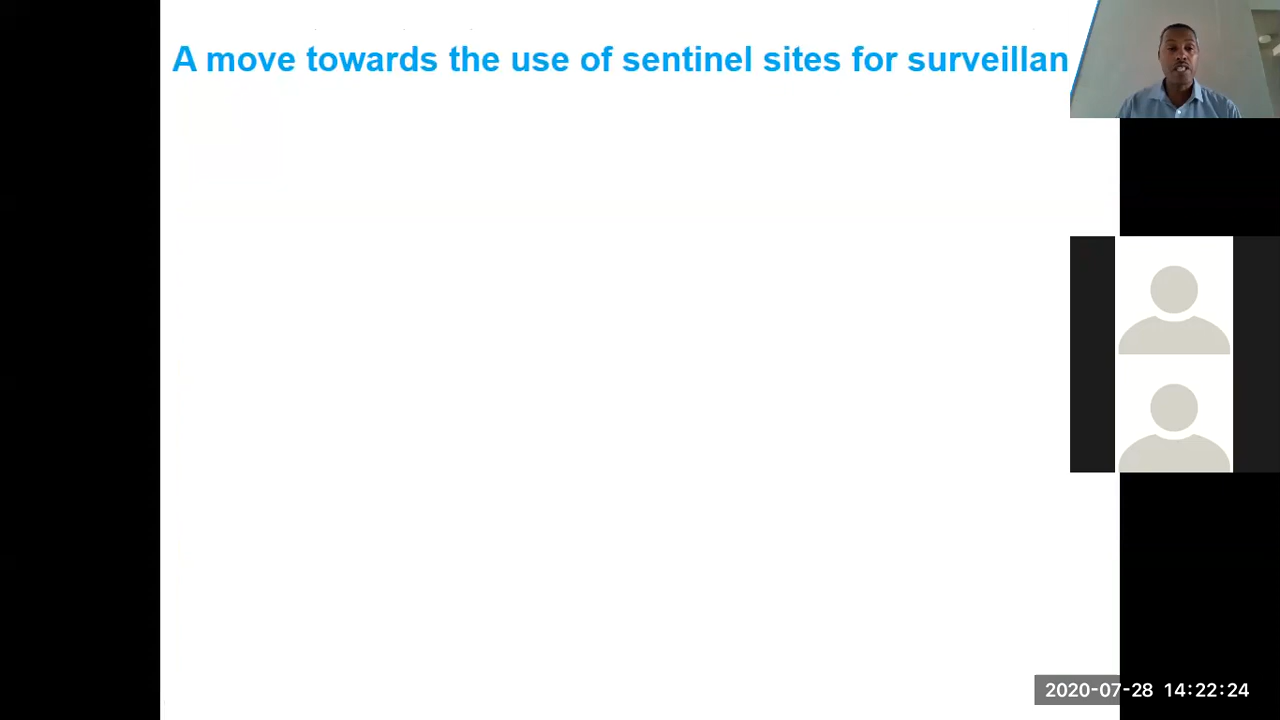 A move towards the use of sentinel sites for surveillan
2020-07-28 14:22:24